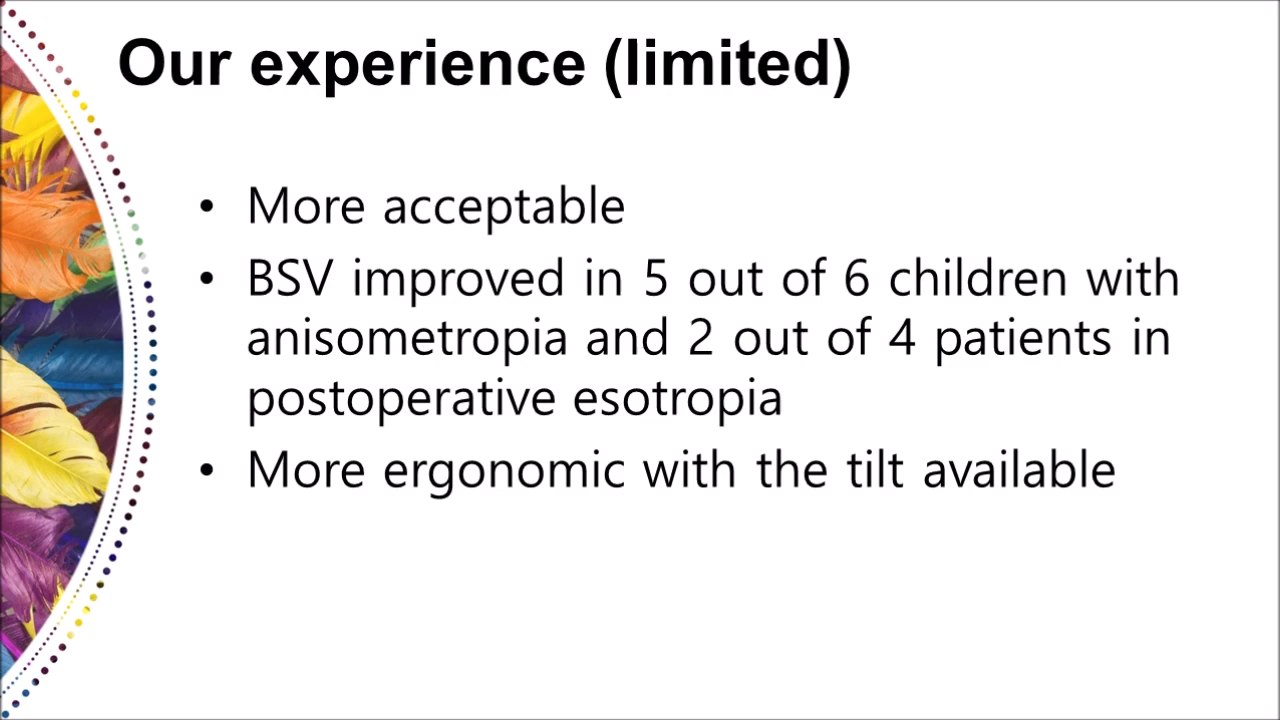 Our experience (limited)
• More acceptable
• BSV improved in 5 out of 6 children with
anisometropia and 2 out of 4 patients in
postoperative esotropia
• More ergonomic with the tilt available